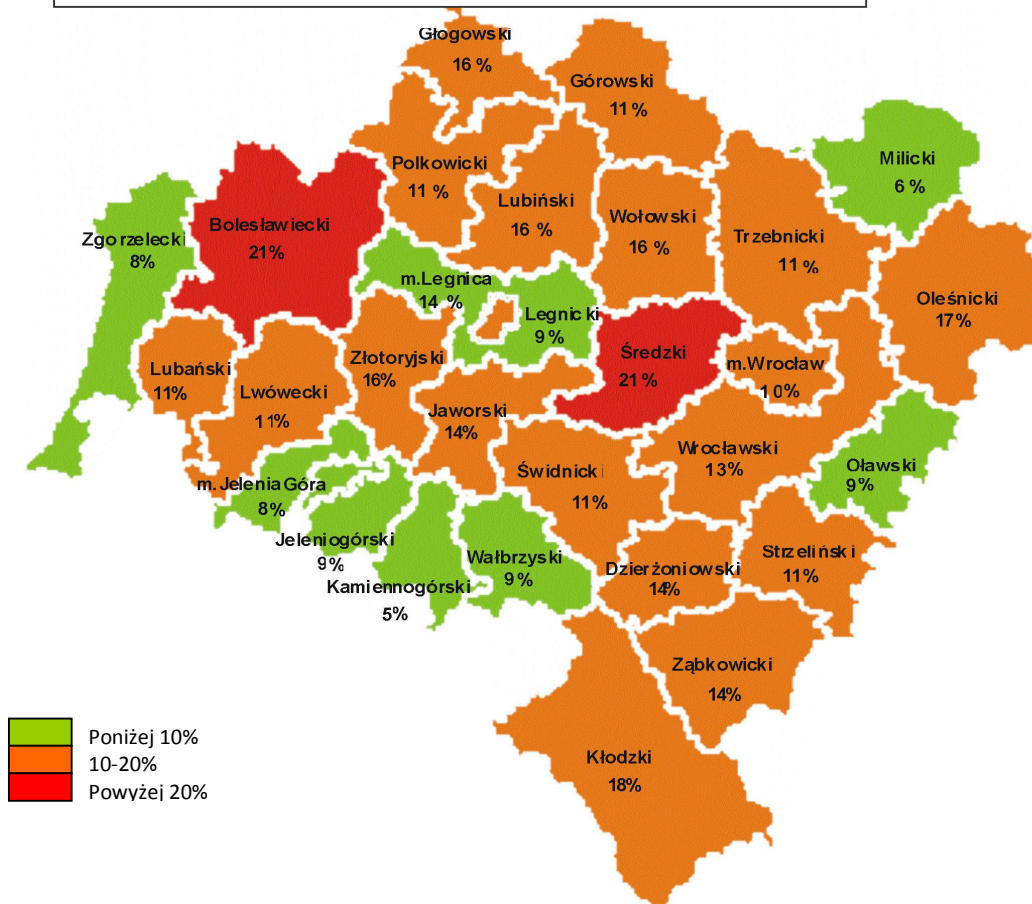 Głogowski
16 %
Górowski
11 %
Milicki
6 %
Polkowicki
11 %
Lubiński
16 %
Wołowski
16 %
Trzebnicki
11 %
Bolesławiecki
21%
Zgorzelecki
8%
m.Legnica
14 %
Legnicki
9%
Oleśnicki
17%
Średzki
21 %
m.Wrocław
10%
Złotoryjski
16%
Lubański
11%
Lwówecki
11%
Jaworski
14%
Wrocławski
13%
Oławski
9%
Świdnicki
11%
m.Jelenia Góra
8%
Jeleniogórski
9%
Kamiennogórski
5%
Wałbrzyski
9%
Dzierżoniowski
14%
Strzeliński
11%
Ząbkowicki
14%
Kłodzki
18%
Poniżej 10%
10-20%
Powyżej 20%